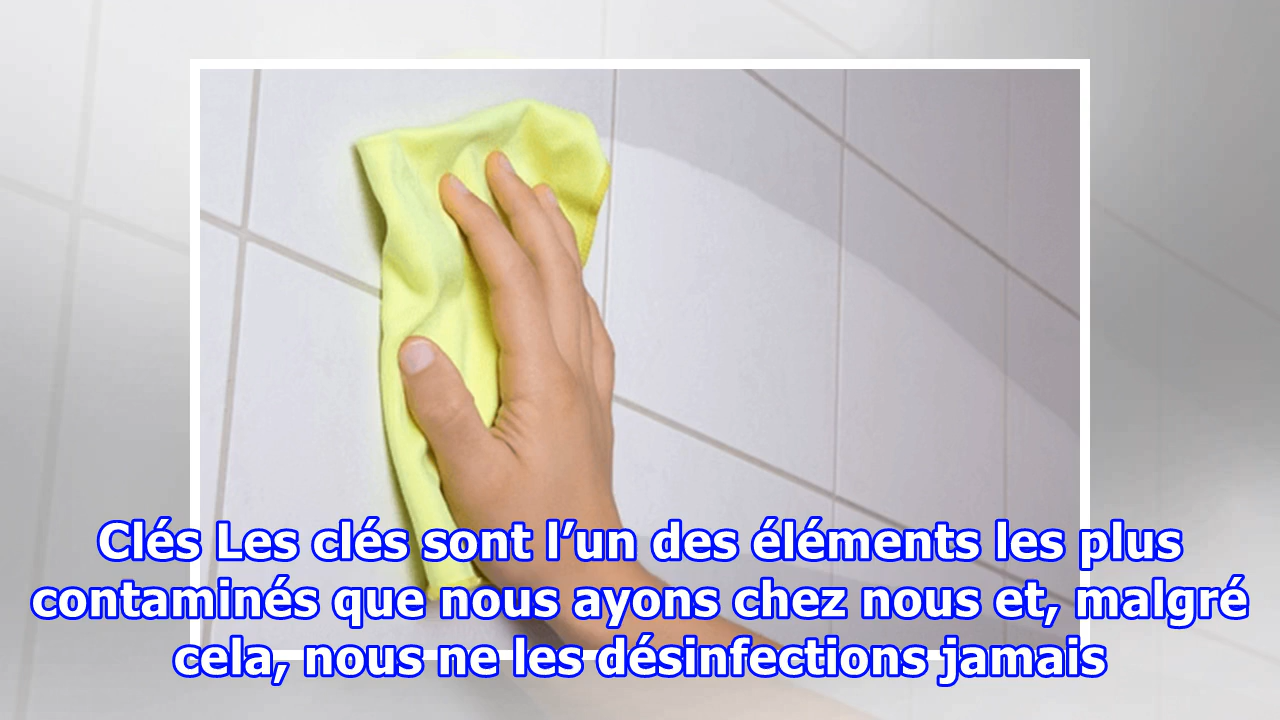 Clés Les clés sont l’un des éléments les plus
contaminés que nous ayons chez nous et, malgré
cela, nous ne les désinfections jamais